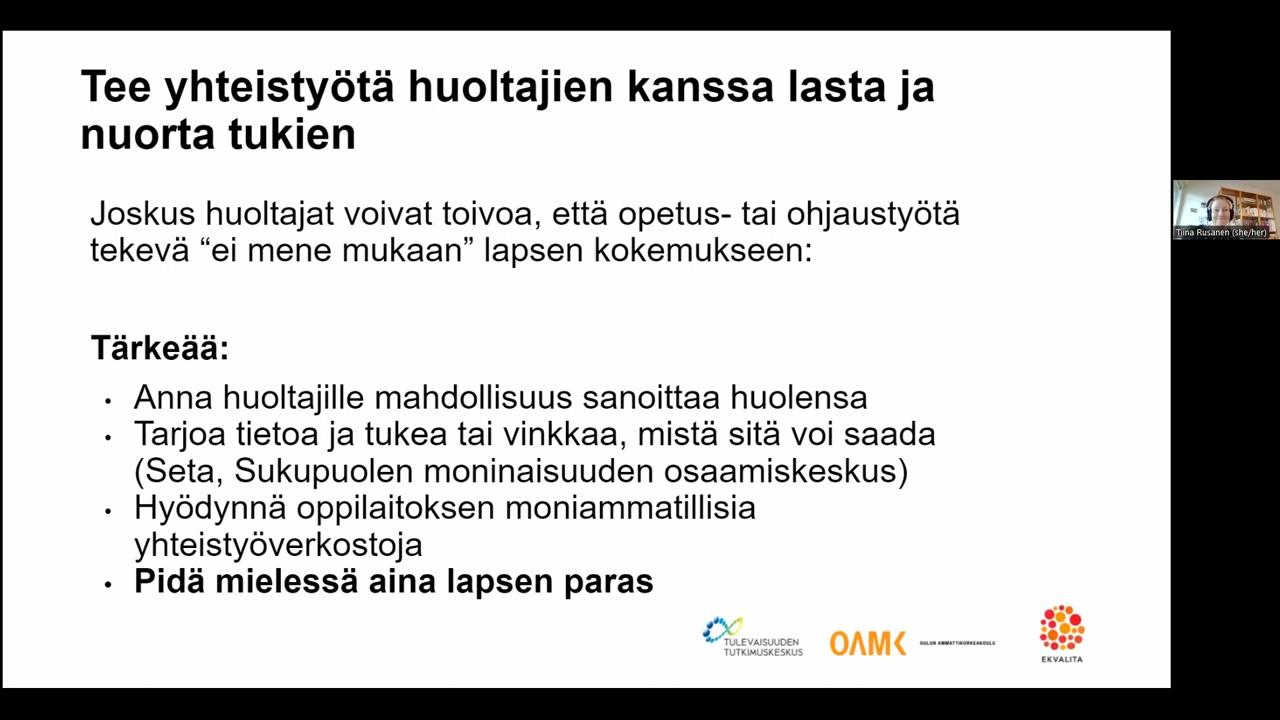 Tee yhteistyötä huoltajien kanssa lasta ja
nuorta tukien
Joskus huoltajat voivat toivoa, että opetus- tai ohjaustyötä
tekevä “ei mene mukaan” lapsen kokemukseen:
Tärkeää:
• Anna huoltajille mahdollisuus sanoittaa huolensa
• Tarjoa tietoa ja tukea tai vinkkaa, mistä sitä voi saada
(Seta, Sukupuolen moninaisuuden osaamiskeskus)
• Hyödynnä oppilaitoksen moniammatillisia
yhteistyöverkostoja
• Pidä mielessä aina lapsen paras
TULEVAISUUDEN
TUTKIMUSKESKUS
OAMK
OULUN AMMATTIKORKEAKOULU
EKVALITA
Tiina Rusanen (she/her)